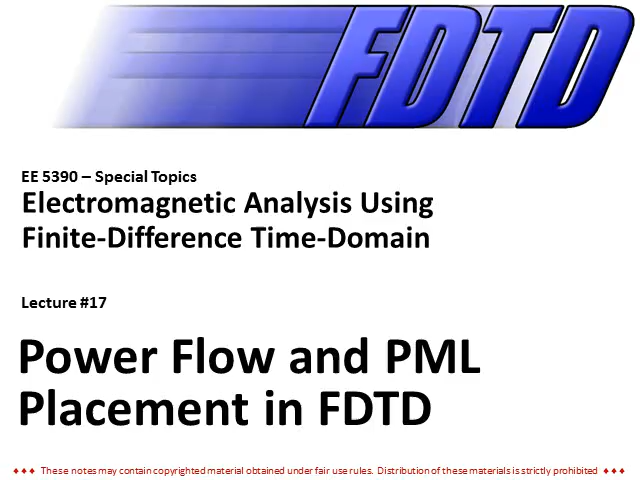 FDTD
EE 5390 – Special Topics
Electromagnetic Analysis Using
Finite-Difference Time-Domain
Lecture #17
Power Flow and PML
Placement in FDTD
♦♦♦ These notes may contain copyrighted material obtained under fair use rules. Distribution of these materials is strictly prohibited ♦♦♦